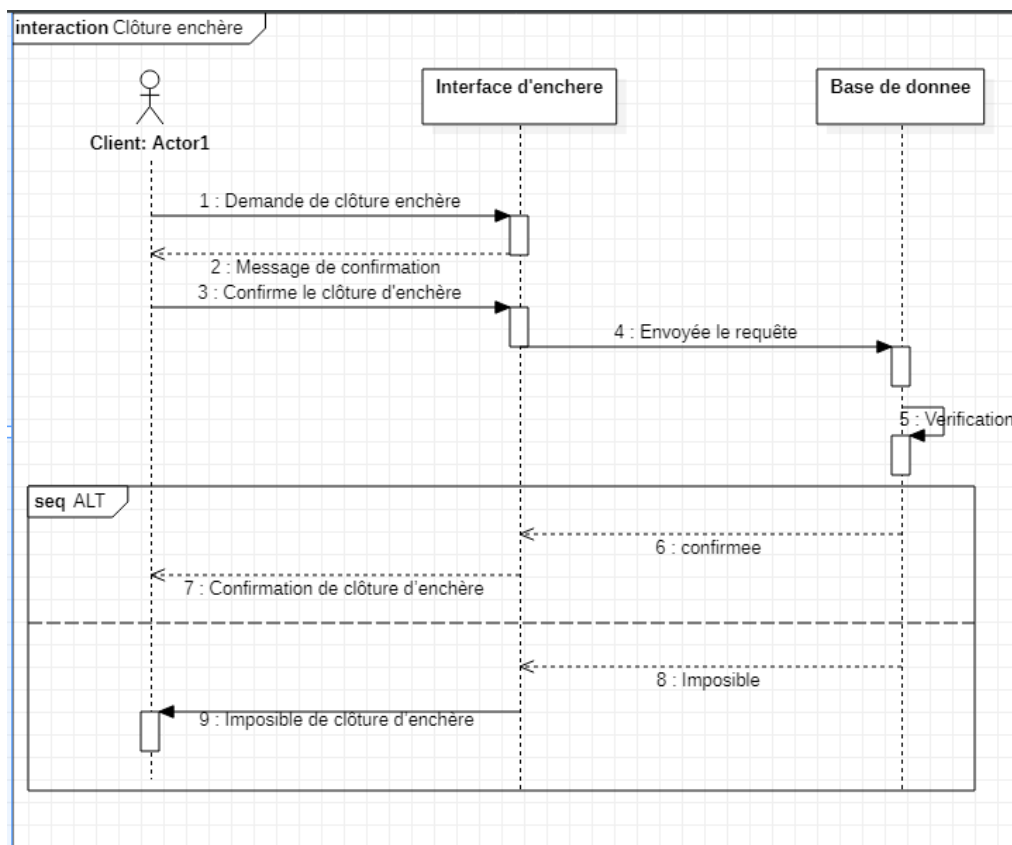 interaction Clôture enchère
Interface d'enchere
Base de donnee
Client: Actor1
1 : Demande de clôture enchère
2 : Message de confirmation
3 : Confirme le clôture d'enchère
4 : Envoyée le requête
5 : Verification
seq ALT
6 : confirmee
7 : Confirmation de clôture d'enchère
8 : Imposible
9 : Imposible de clôture d'enchère